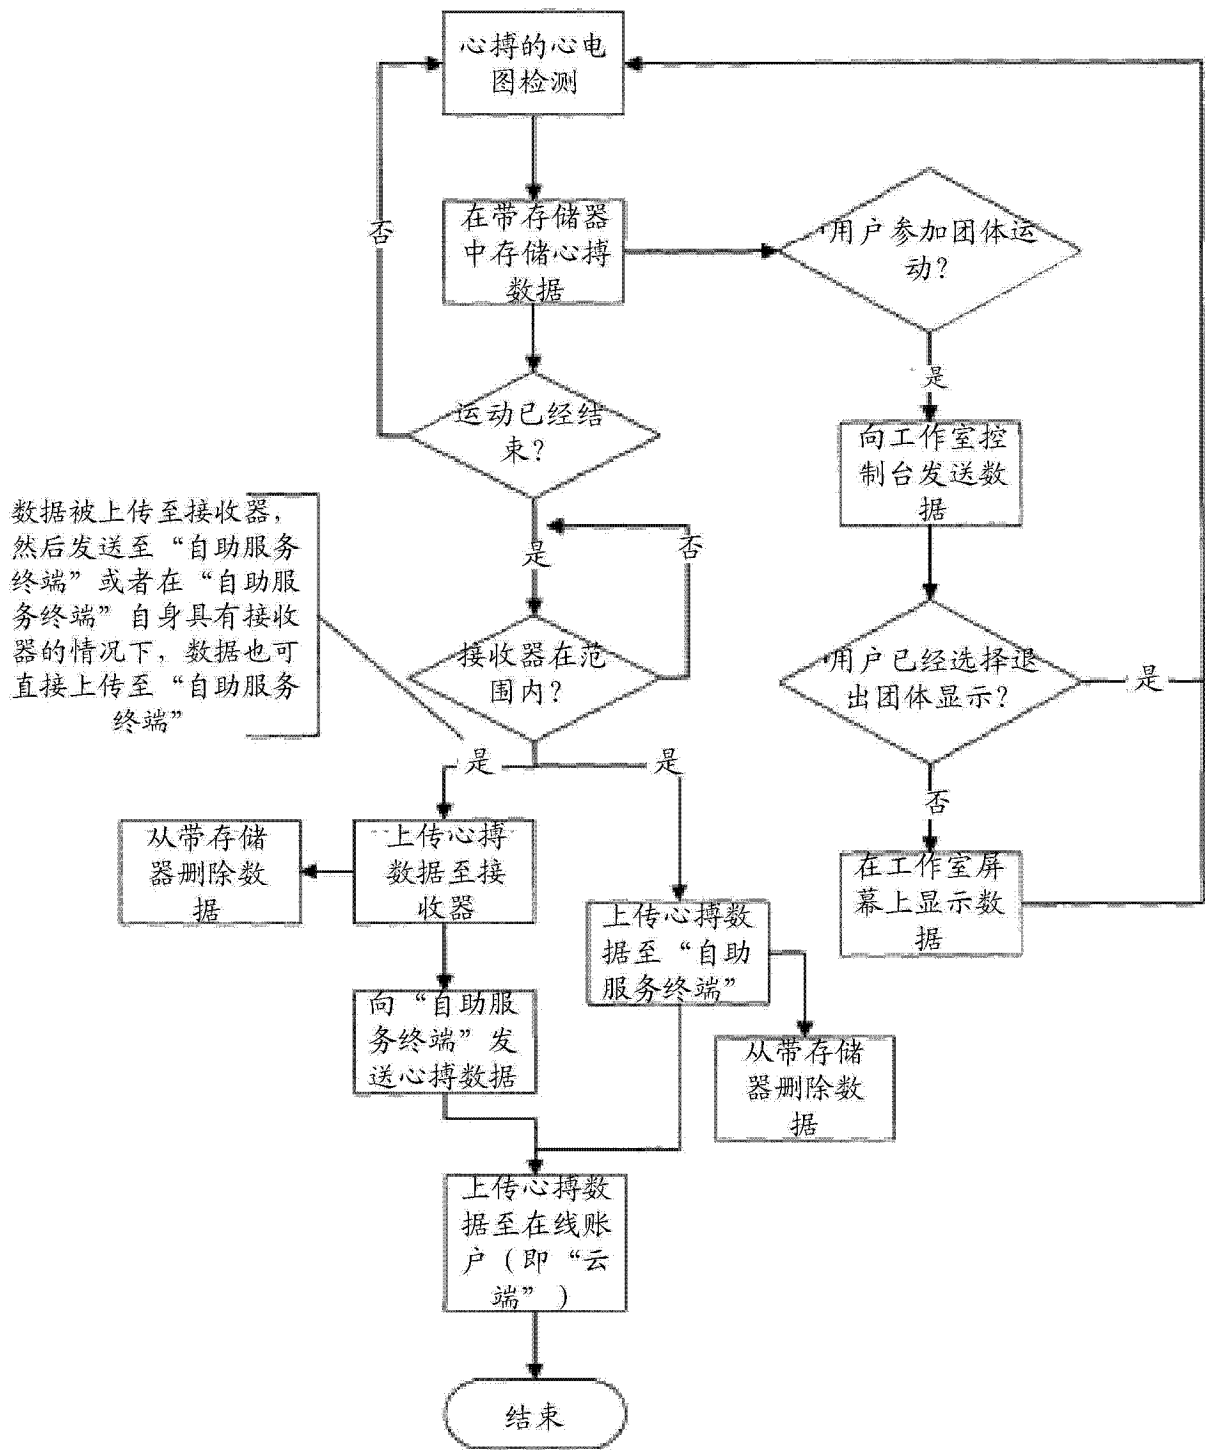 心搏的心电
图检测
否
在带存储器
中存储心搏
数据
用户参加团体运
动？
是
运动已经结
束？
向工作室控
制台发送数
据
数据被上传至接收器，
然后发送至“自助服务
终端”或者在“自助服
务终端”自身具有接收
器的情况下，数据也可
直接上传至“自助服务
终端”
是
否
接收器在范
围内？
用户已经选择退
出团体显示？
是
是
是
否
从带存储
器删除数
据
上传心搏
数据至接
收器
在工作室屏
幕上显示数
据
上传心搏数
据至“自助
服务终端”
向“自助服
务终端”发
送心搏数据
从带存储
器删除数
据
上传心搏数
据至在线账
户（即“云
端”）
结束